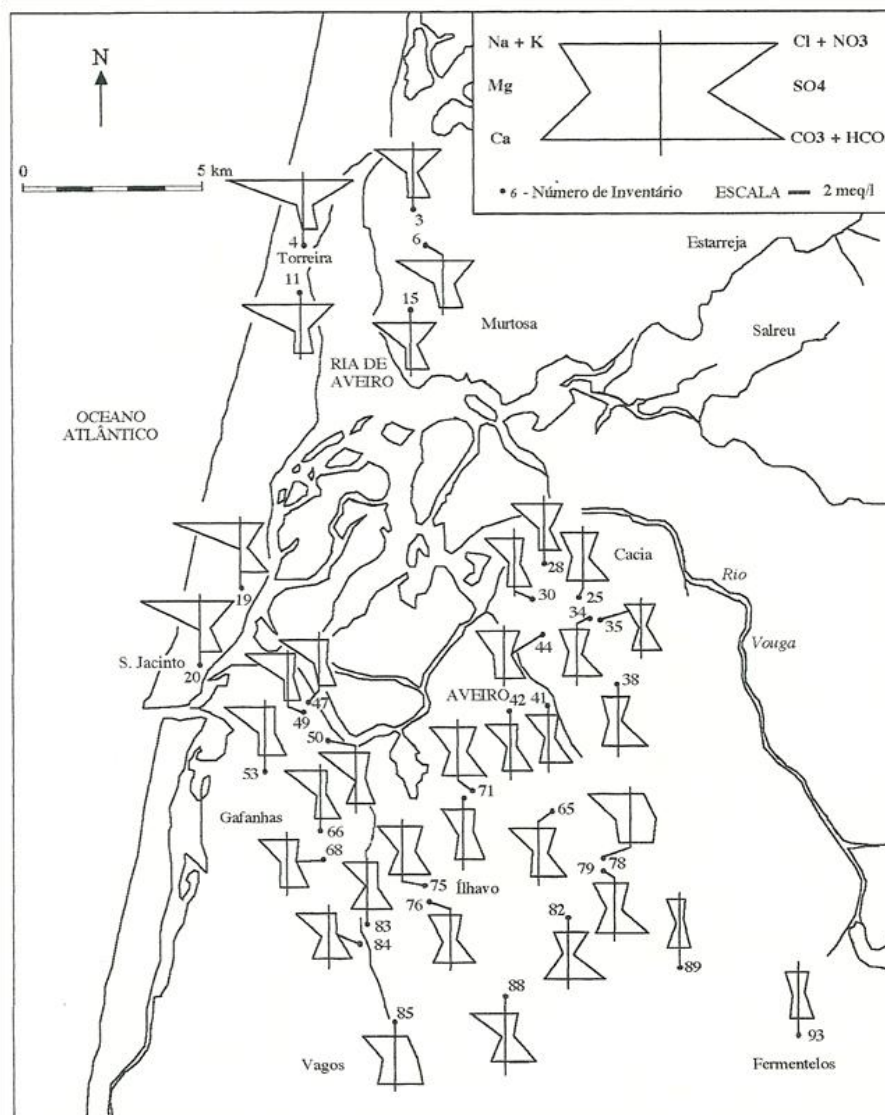 Na + K
Cl + NO3
Mg
SO4
Ca
CO3 + HCO
• 6 - Número de Inventário ESCALA 2 meq/l
N
0 5 km
3
4
6
Torreira
Estarreja
11
15
Murtosa
Salreu
RIA DE
AVEIRO
OCEANO
ATLÂNTICO
28
Cacia
Rio
19
30
25
34
35
Vouga
44
S. Jacinto
20
38
AVEIRO
47
49
42
41
50
53
71
Gafanhas
65
66
68
78
79
75
Ílhavo
76
82
83
84
89
88
85
93
Vagos
Fermentelos